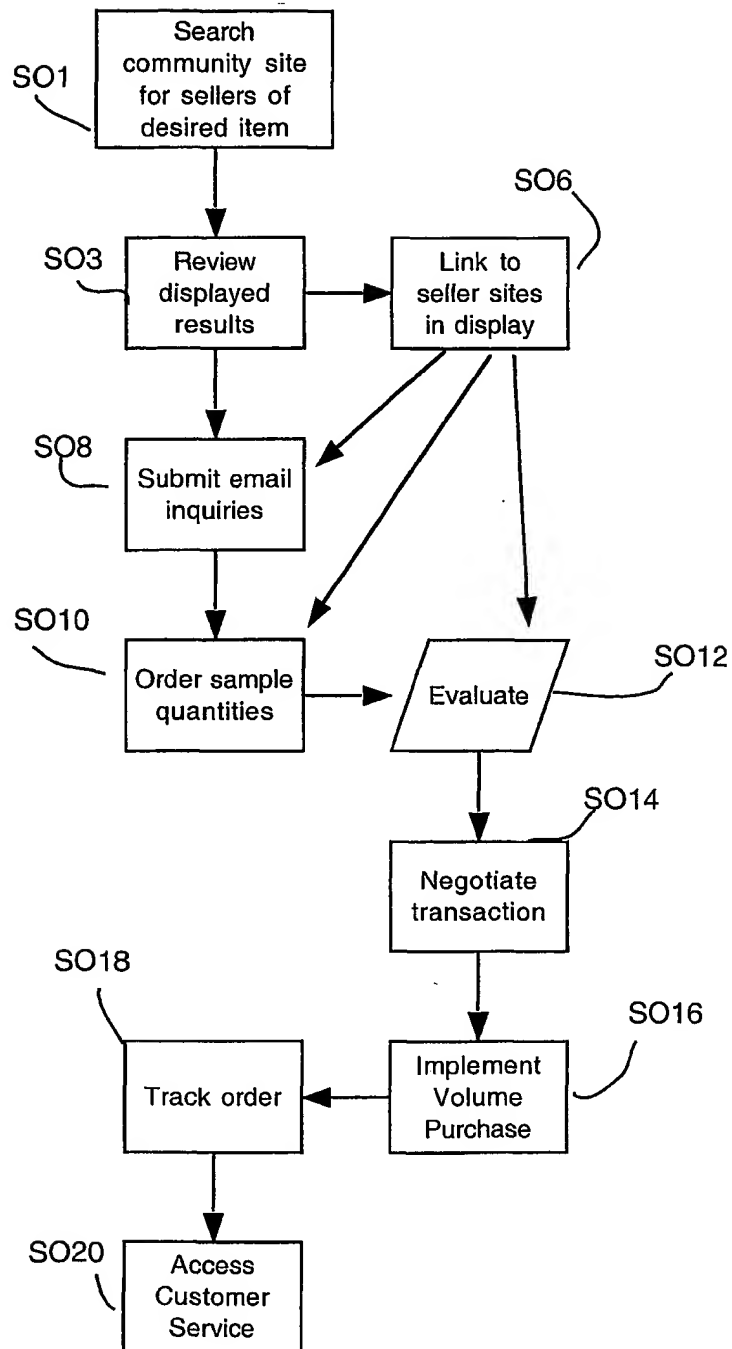 Search
community site
for sellers of
desired item
SO1
SO6
SO3
Review
displayed
results
Link to
seller sites
in display
SO8
Submit email
inquiries
SO10
Order sample
quantities
Evaluate
SO12
SO14
Negotiate
transaction
SO18
SO16
Track order
Implement
Volume
Purchase
SO20
Access
Customer
Service